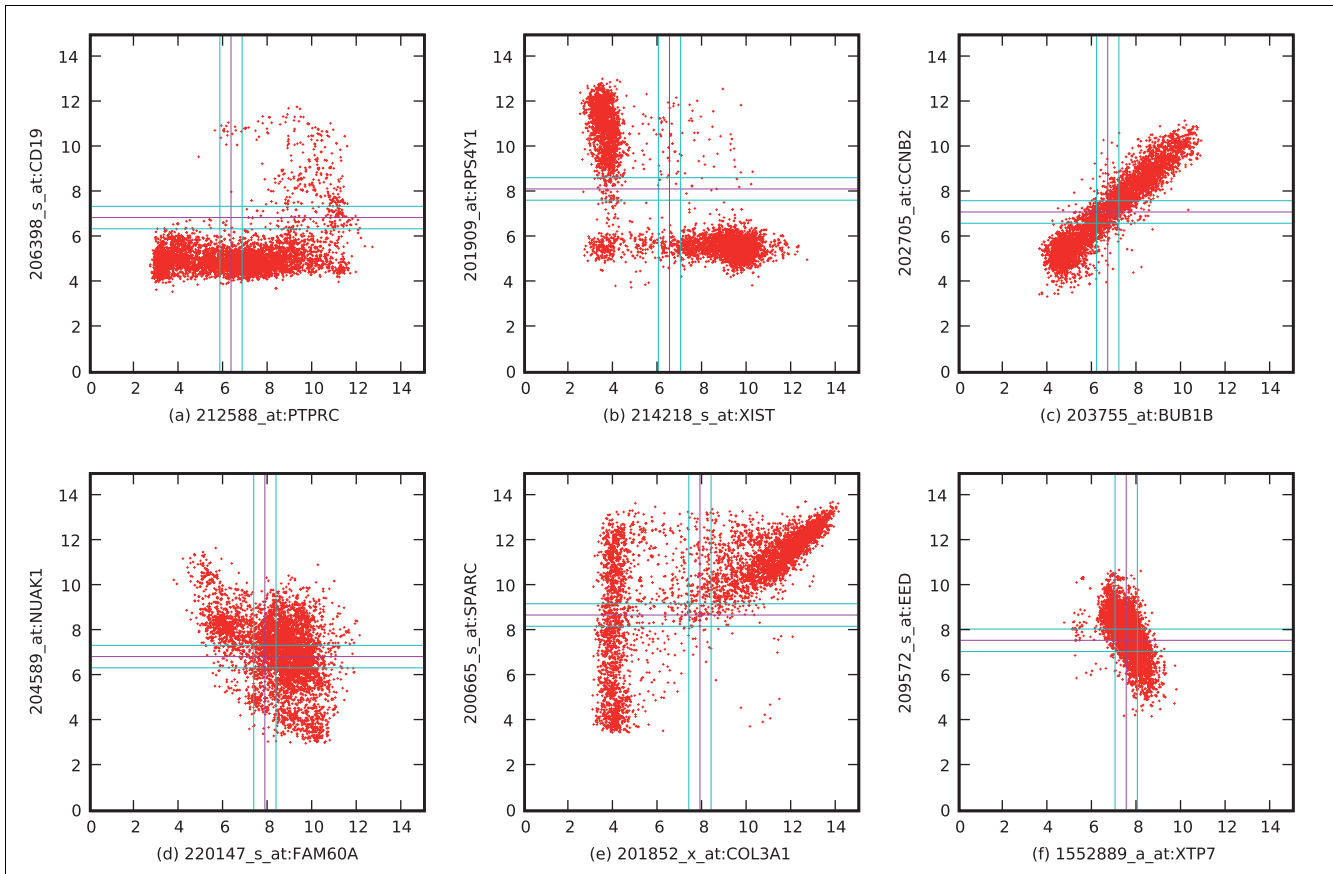 14
12
10
8
6
4
2
0
206398_s_at:CD19
0 2 4 6 8 10 12 14
(a) 212588_at:PTPRC
14
12
10
8
6
4
2
0
201909_at:RPS4Y1
0 2 4 6 8 10 12 14
(b) 214218_s_at:XIST
14
12
10
8
6
4
2
0
202705_at:CCNB2
0 2 4 6 8 10 12 14
(c) 203755_at:BUB1B
14
12
10
8
6
4
2
0
204589_at:NUAK1
0 2 4 6 8 10 12 14
(d) 220147_s_at:FAM60A
14
12
10
8
6
4
2
0
200665_s_at:SPARC
0 2 4 6 8 10 12 14
(e) 201852_x_at:COL3A1
14
12
10
8
6
4
2
0
209572_s_at:EED
0 2 4 6 8 10 12 14
(f) 1552889_a_at:XTP7